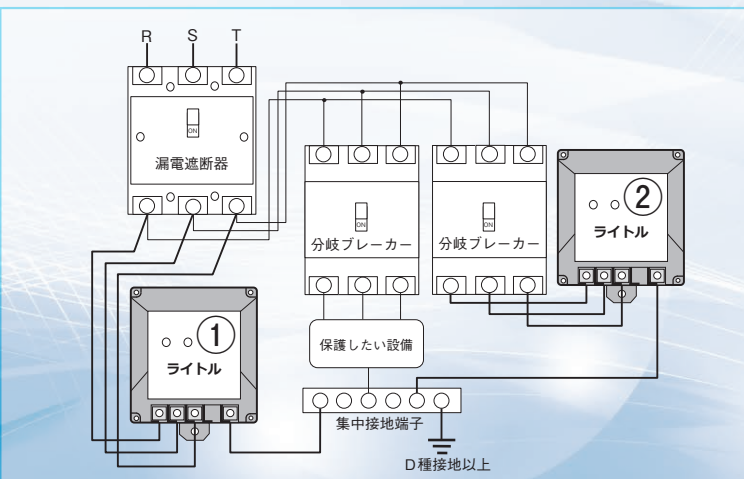 R S T
ON
漏電遮断器
ON
分岐ブレーカー
ON
分岐ブレーカー
②
ライトル
①
ライトル
保護したい設備
集中接地端子
D種接地以上